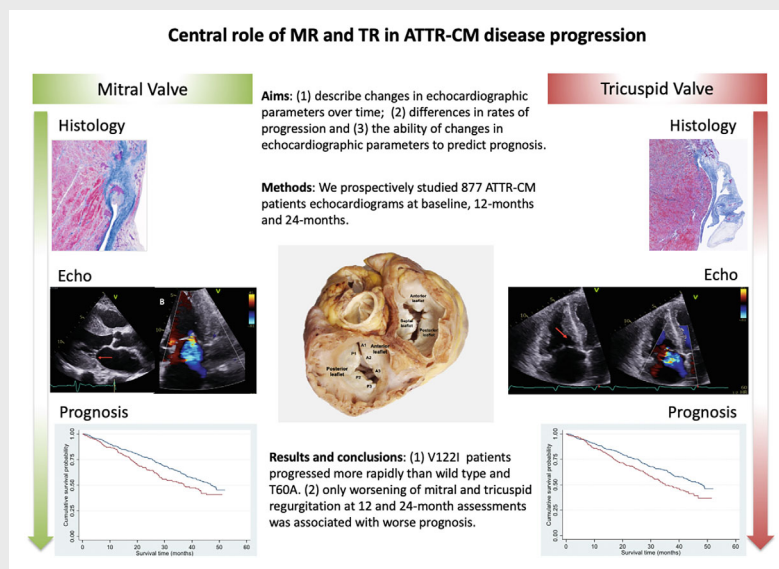 Central role of MR and TR in ATTR-CM disease progression
Mitral Valve
Histology
Echo
V
B
V
Prognosis
Cumulative survival probability
1.00
0.75
0.50
0.25
0.00
0 10 20 30 40 50 60
Survival time (months)
Aims: (1) describe changes in echocardiographic
parameters over time; (2) differences in rates of
progression and (3) the ability of changes in
echocardiographic parameters to predict prognosis.
Methods: We prospectively studied 877 ATTR-CM
patients echocardiograms at baseline, 12-months
and 24-months.
Anterior
leaflet
Septal
leaflet
Posterior
leaflet
Anterior
leaflet
Posterior
leaflet
A1
P1
A2
P2
A3
P3
Results and conclusions: (1) V122I patients
progressed more rapidly than wild type and
T60A. (2) only worsening of mitral and tricuspid
regurgitation at 12 and 24-month assessments
was associated with worse prognosis.
Tricuspid Valve
Histology
Echo
V
V
Prognosis
Cumulative survival probability
1.00
0.75
0.50
0.25
0.00
0 10 20 30 40 50 60
Survival time (months)